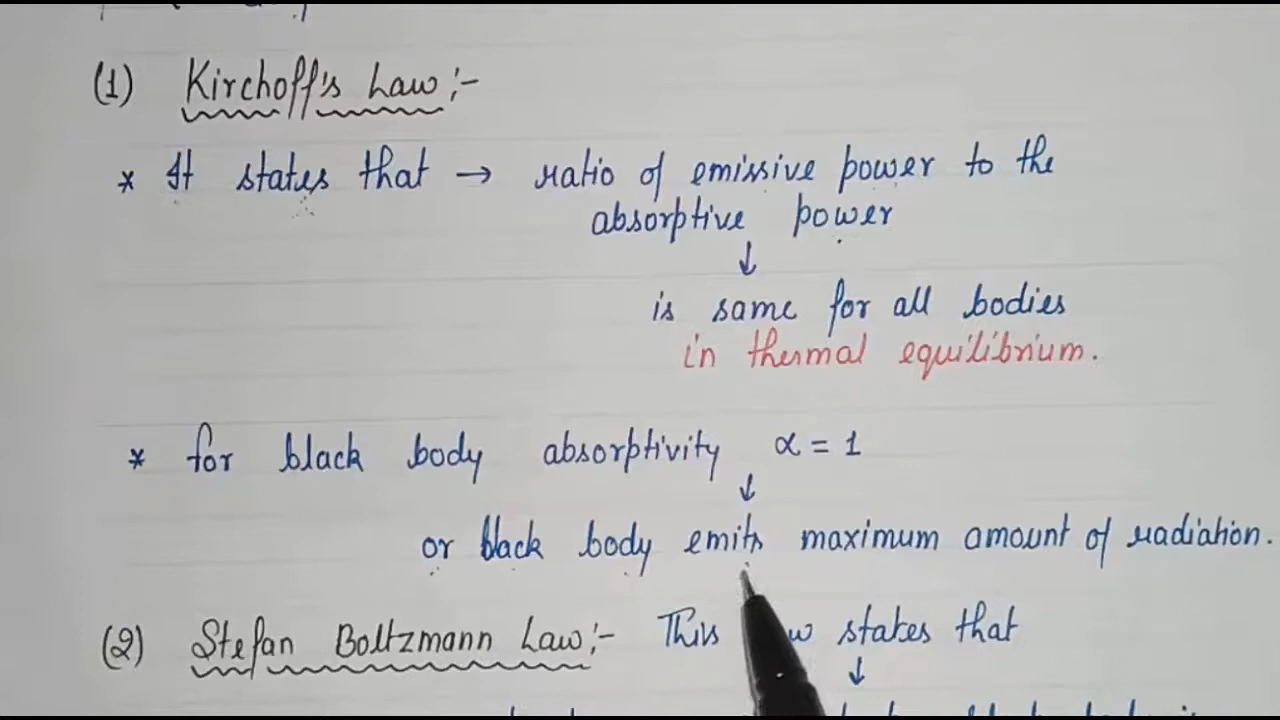 (1) Kirchoff's Law :-
* It states that → ratio of emissive power to the
absorptive power
↓
is same for all bodies
in thermal equilibrium.
* for black body absorptivity α = 1
↓
or black body emits maximum amount of radiation.
(2) Stefan Boltzmann Law :- This states that
↓